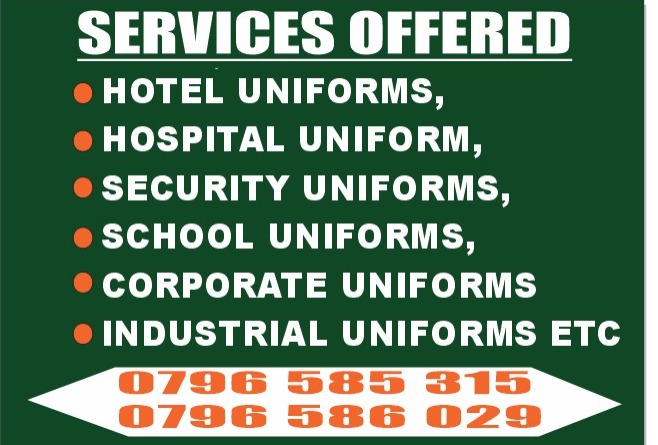 SERVICES OFFERED
HOTEL UNIFORMS,
HOSPITAL UNIFORM,
SECURITY UNIFORMS,
SCHOOL UNIFORMS,
CORPORATE UNIFORMS
INDUSTRIAL UNIFORMS ETC
0796 585 315
0796 586 029